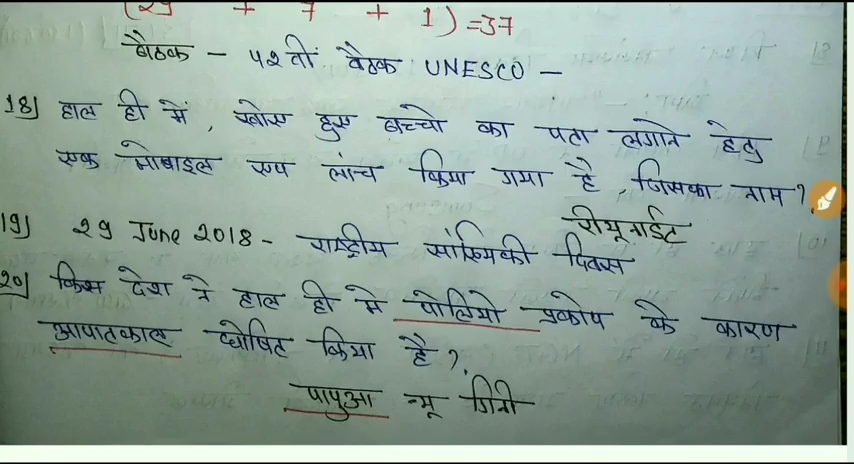 (29 + 7 + 1) =37
बैठक - 42वीं बैठक UNESCO -
18] हाल ही में, खोए हुए बच्चो का पता लगाने हेतु
एक मोबाइल एप लांच किया गया है, जिसका नाम?
रीयूनाईट
19] 29 June 2018 - राष्ट्रीय सांख्यिकी दिवस
20] किस देश ने हाल ही मे पोलियो प्रकोप के कारण
आपातकाल घोषित किया है?
पापुआ न्यू गिनी